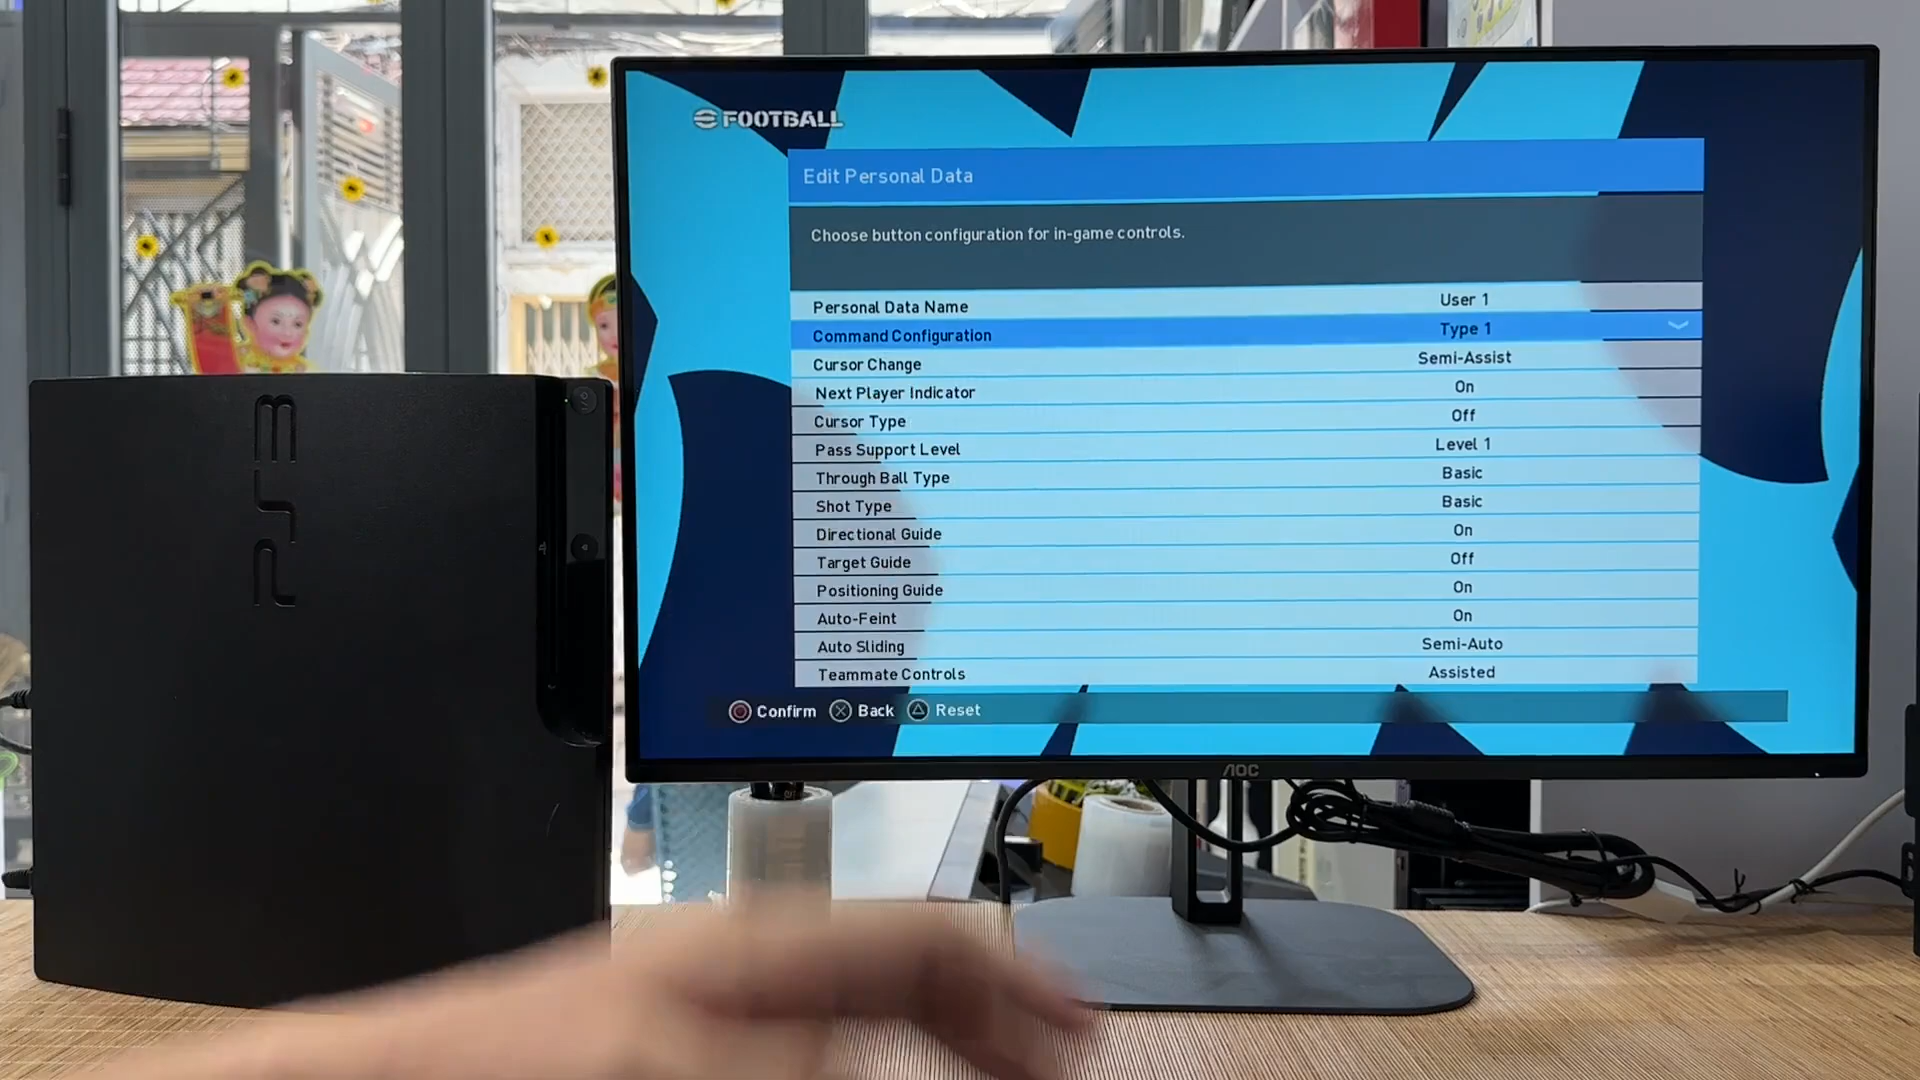 FOOTBALL
Edit Personal Data
Choose button configuration for in-game controls.
Personal Data Name User 1
Command Configuration Type 1
Cursor Change Semi-Assist
Next Player Indicator On
Cursor Type Off
Pass Support Level Level 1
Through Ball Type Basic
Shot Type Basic
Directional Guide On
Target Guide Off
Positioning Guide On
Auto-Feint On
Auto Sliding Semi-Auto
Teammate Controls Assisted
Confirm Back Reset
AOC
PS3